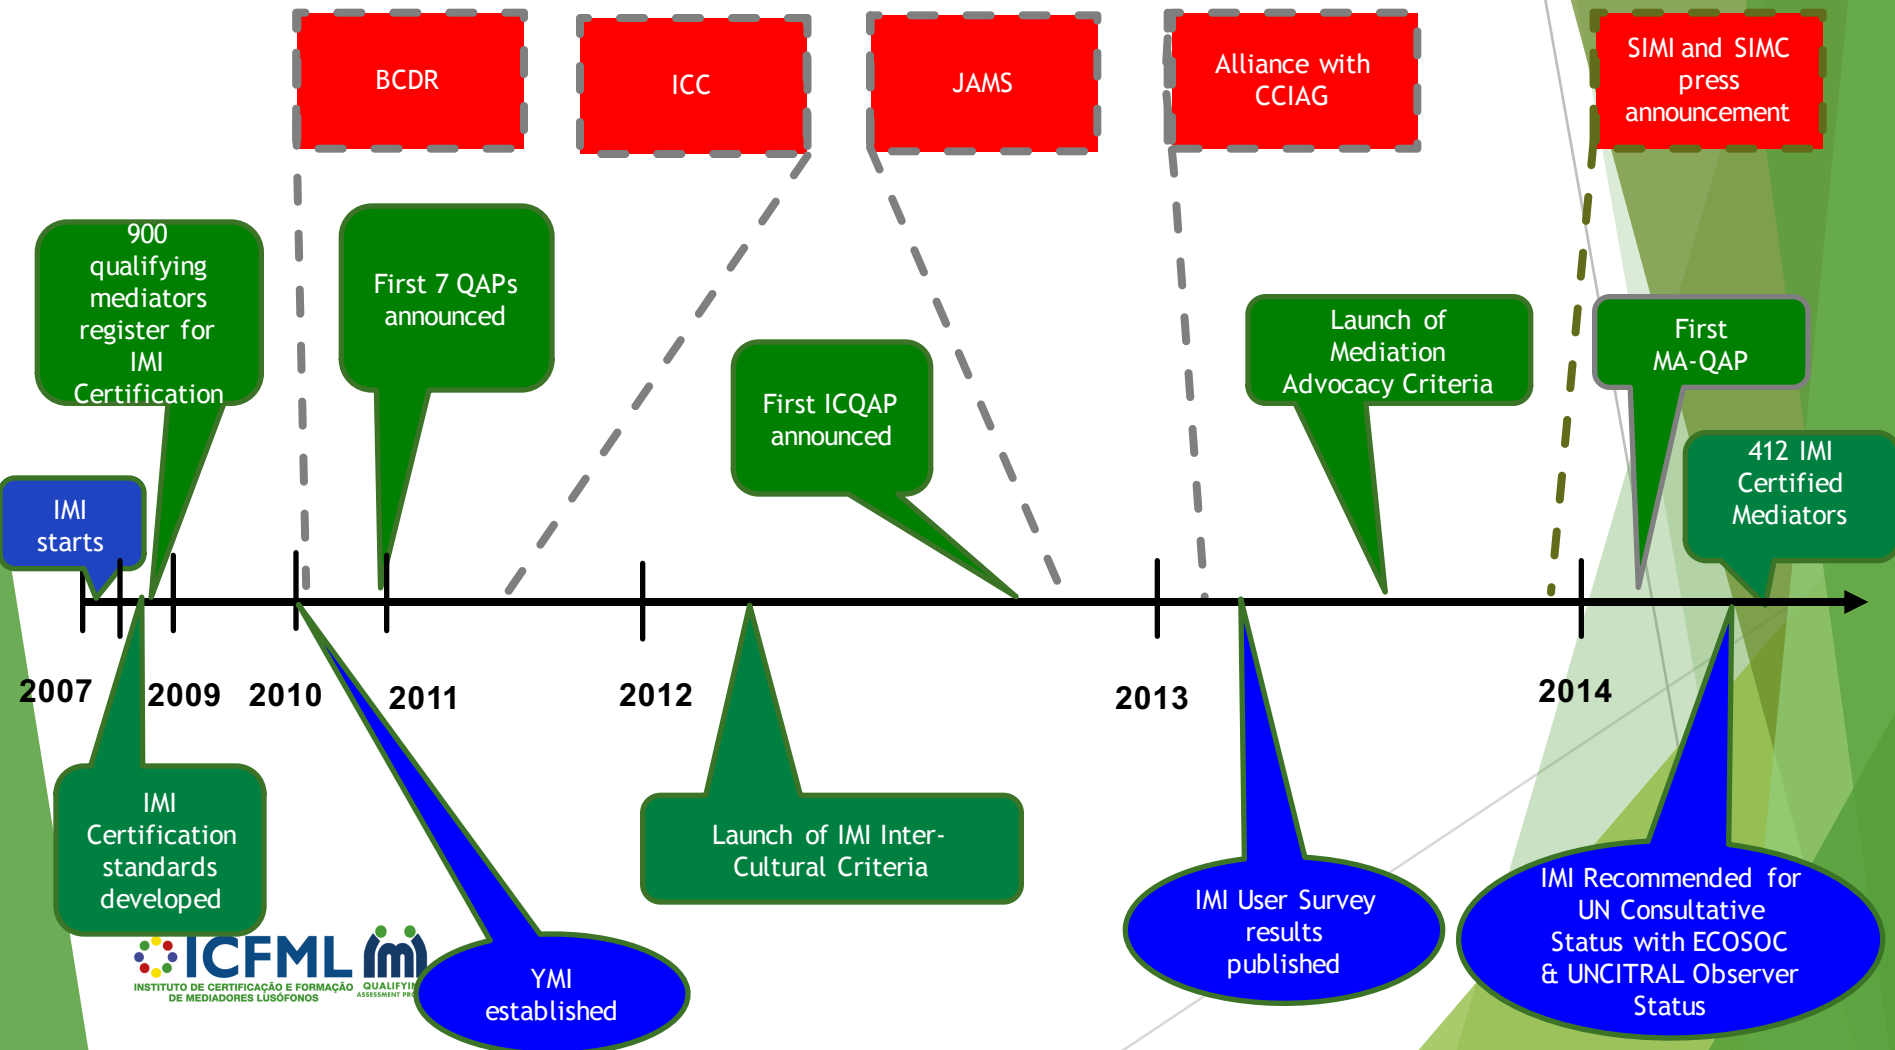 BCDR
ICC
JAMS
Alliance with
CCIAG
SIMI and SIMC
press
announcement
900
qualifying
mediators
register for
IMI
Certification
First 7 QAPs
announced
First ICQAP
announced
Launch of
Mediation
Advocacy Criteria
First
MA-QAP
412 IMI
Certified
Mediators
IMI
starts
2007
2009
2010
2011
2012
2013
2014
IMI
Certification
standards
developed
YMI
established
Launch of IMI Inter-
Cultural Criteria
IMI User Survey
results
published
IMI Recommended for
UN Consultative
Status with ECOSOC
& UNCITRAL Observer
Status
ICFML
INSTITUTO DE CERTIFICAÇÃO E FORMAÇÃO
DE MEDIADORES LUSÓFONOS
imi
ASSESSMENT